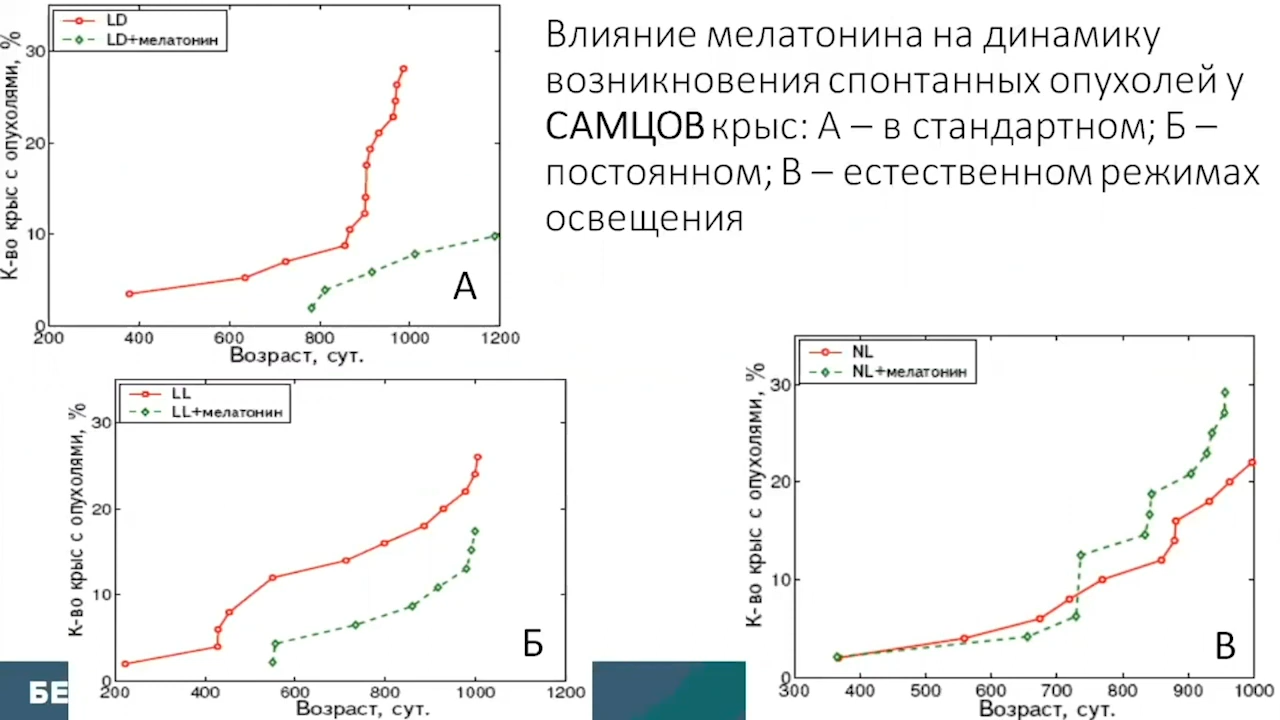 Влияние мелатонина на динамику
возникновения спонтанных опухолей у
САМЦОВ крыс: А – в стандартном; Б –
постоянном; В – естественном режимах
освещения
LD
LD+мелатонин
К-во крыс с опухолями, %
30
20
10
0
А
200 400 600 800 1000 1200
Возраст, сут.
LL
LL+мелатонин
К-во крыс с опухолями, %
30
20
10
0
Б
200 400 600 800 1000 1200
Возраст, сут.
NL
NL+мелатонин
К-во крыс с опухолями, %
30
20
10
0
В
300 400 500 600 700 800 900 1000
Возраст, сут.
БЕ